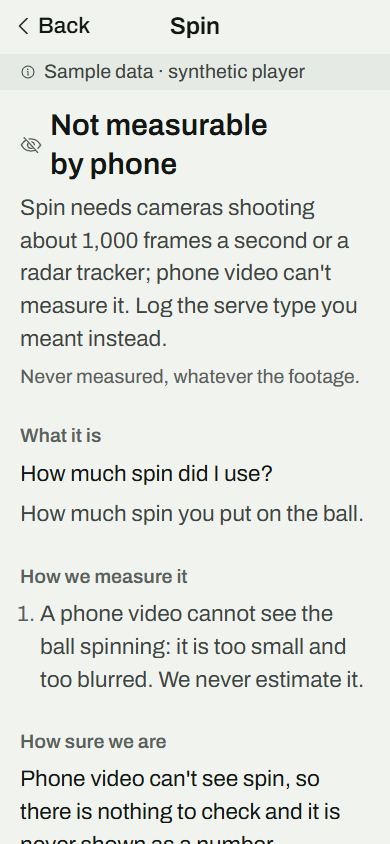 Back
Spin
Sample data · synthetic player
Not measurable
by phone
Spin needs cameras shooting
about 1,000 frames a second or a
radar tracker; phone video can't
measure it. Log the serve type you
meant instead.
Never measured, whatever the footage.
What it is
How much spin did I use?
How much spin you put on the ball.
How we measure it
1. A phone video cannot see the
ball spinning: it is too small and
too blurred. We never estimate it.
How sure we are
Phone video can't see spin, so
there is nothing to check and it is
never shown as a number